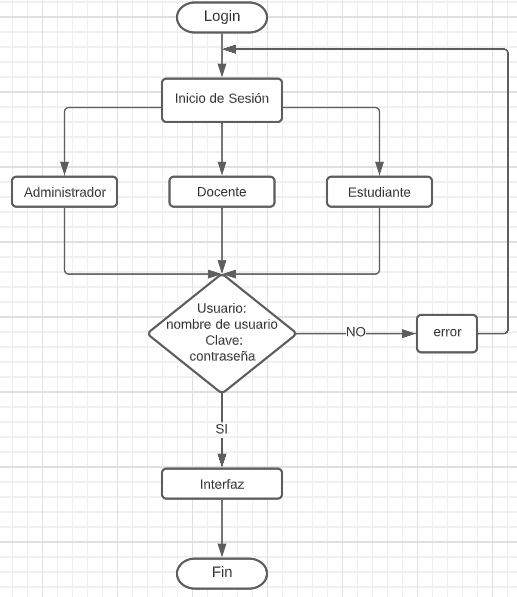 Login
Inicio de Sesión
Administrador
Docente
Estudiante
Usuario:
nombre de usuario
Clave:
contraseña
NO
error
SI
Interfaz
Fin